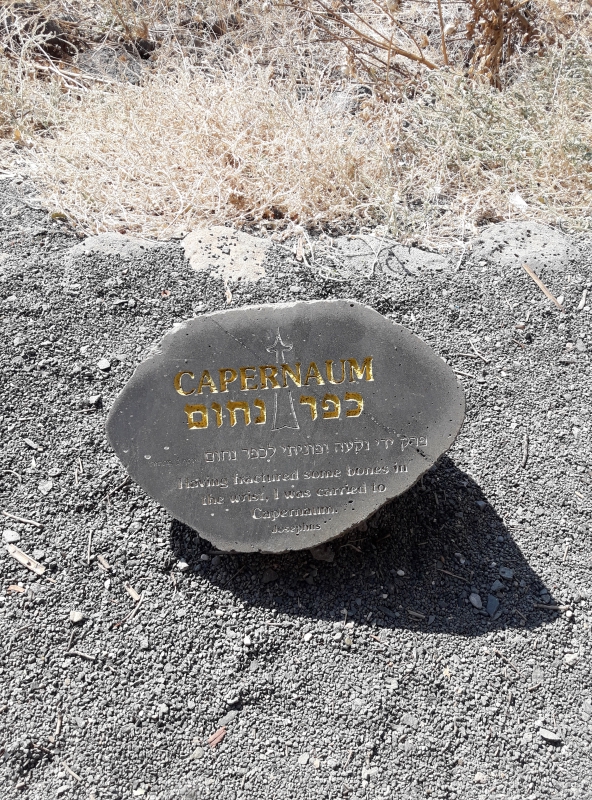 CAPERNAUM
כפר נחום
פרק ידי נקעה ופוניתי לכפר נחום
Having fractured some bones in
the wrist, I was carried to
Capernaum.
Josephus